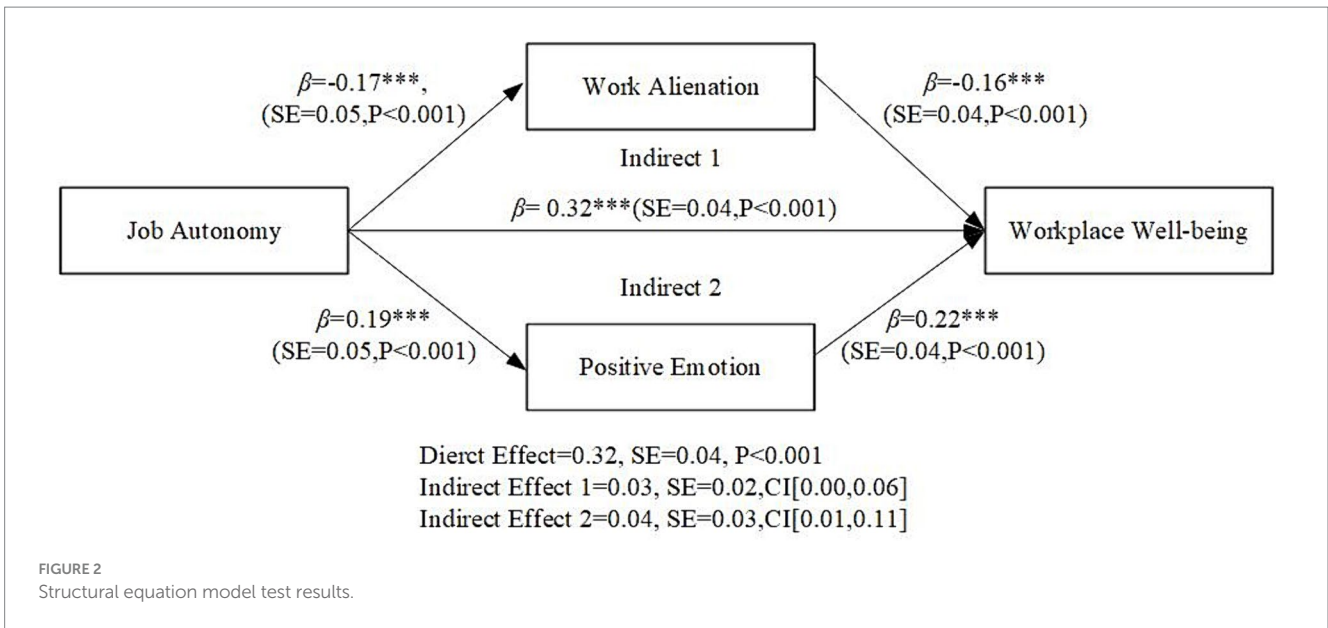 β=-0.17***,
(SE=0.05,P<0.001)
Work Alienation
β=-0.16***
(SE=0.04,P<0.001)
Indirect 1
Job Autonomy
β= 0.32***(SE=0.04,P<0.001)
Workplace Well-being
Indirect 2
β=0.19***
(SE=0.05,P<0.001)
Positive Emotion
β=0.22***
(SE=0.04,P<0.001)
Dierct Effect=0.32, SE=0.04, P<0.001
Indirect Effect 1=0.03, SE=0.02,CI[0.00,0.06]
Indirect Effect 2=0.04, SE=0.03,CI[0.01,0.11]
FIGURE 2
Structural equation model test results.